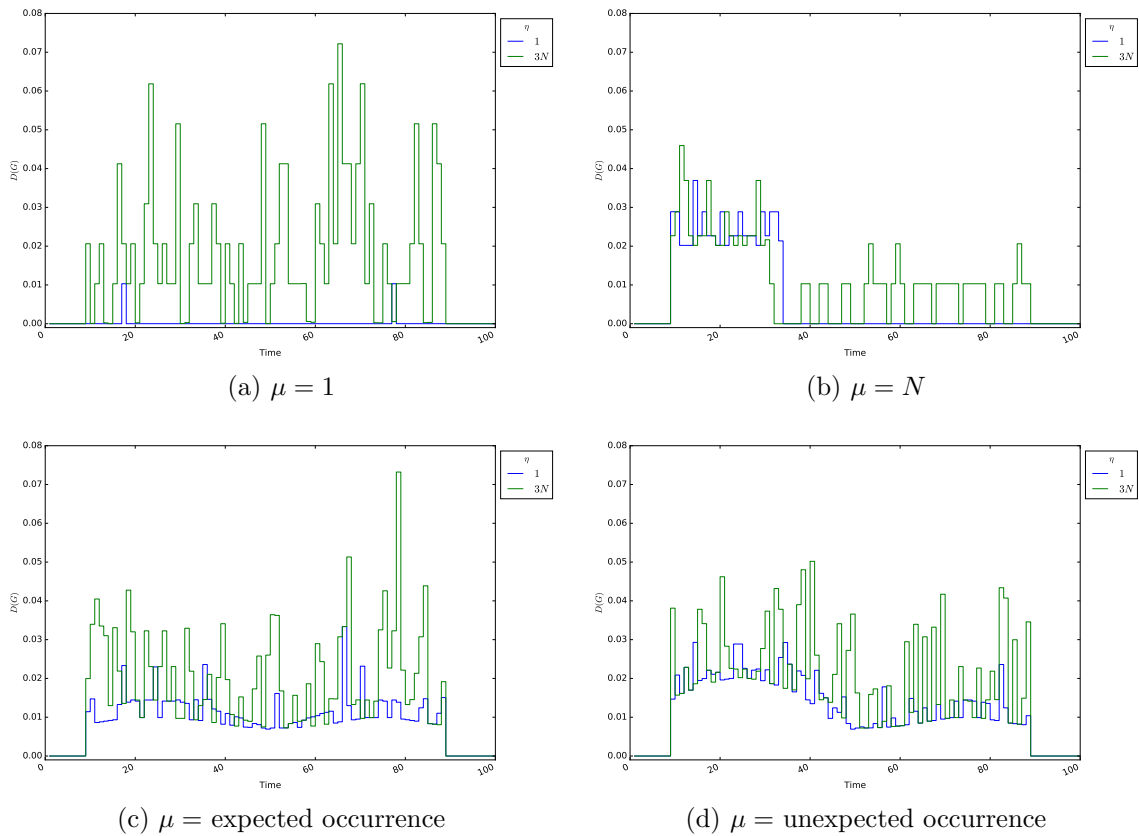 0.08
0.07
0.06
0.05
0.04
0.03
0.02
0.01
0.00
D(G)
0 20 40 60 80 100
Time
η
1
3N
(a) μ = 1
0.08
0.07
0.06
0.05
0.04
0.03
0.02
0.01
0.00
D(G)
0 20 40 60 80 100
Time
η
1
3N
(b) μ = N
0.08
0.07
0.06
0.05
0.04
0.03
0.02
0.01
0.00
D(G)
0 20 40 60 80 100
Time
η
1
3N
(c) μ = expected occurrence
0.08
0.07
0.06
0.05
0.04
0.03
0.02
0.01
0.00
D(G)
0 20 40 60 80 100
Time
η
1
3N
(d) μ = unexpected occurrence